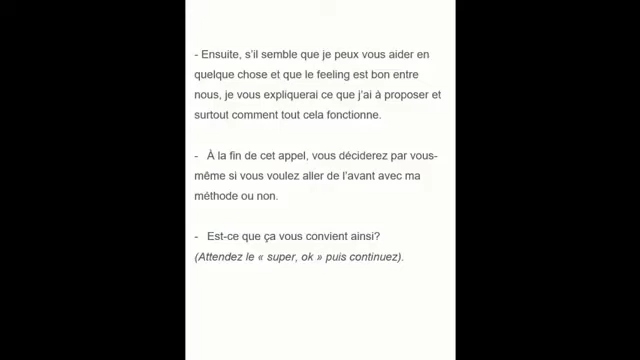 - Ensuite, s’il semble que je peux vous aider en
quelque chose et que le feeling est bon entre
nous, je vous expliquerai ce que j’ai à proposer et
surtout comment tout cela fonctionne.
- À la fin de cet appel, vous déciderez par vous-
même si vous voulez aller de l’avant avec ma
méthode ou non.
- Est-ce que ça vous convient ainsi?
(Attendez le « super, ok » puis continuez).